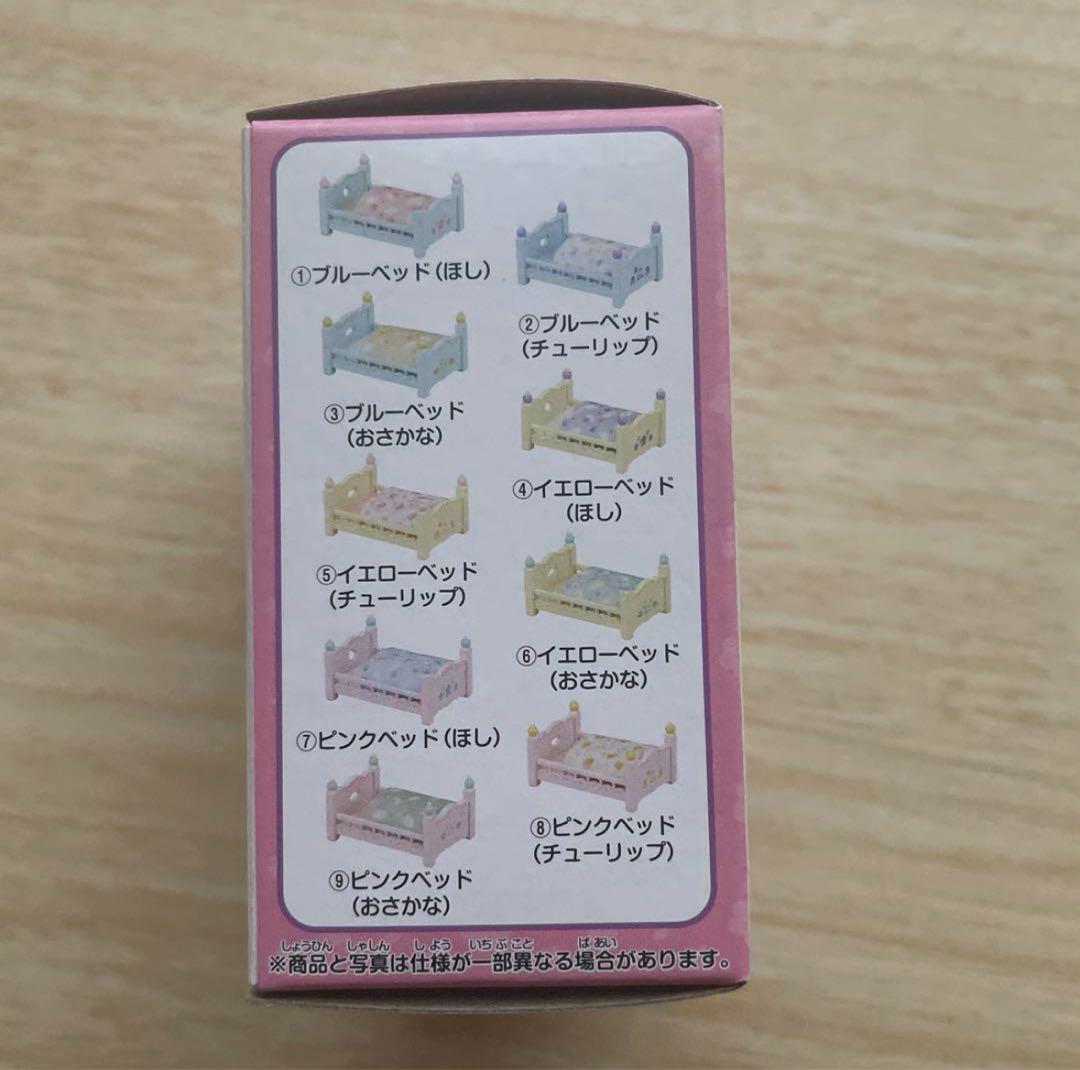 ①ブルーベッド(ほし)
②ブルーベッド
(チューリップ)
③ブルーベッド
(おさかな)
④イエローベッド
(ほし)
⑤イエローベッド
(チューリップ)
⑥イエローベッド
(おさかな)
⑦ピンクベッド(ほし)
⑧ピンクベッド
(チューリップ)
⑨ピンクベッド
(おさかな)
しょうひん しゃしん しよう いちぶこと ばあい
※商品と写真は仕様が一部異なる場合があります。